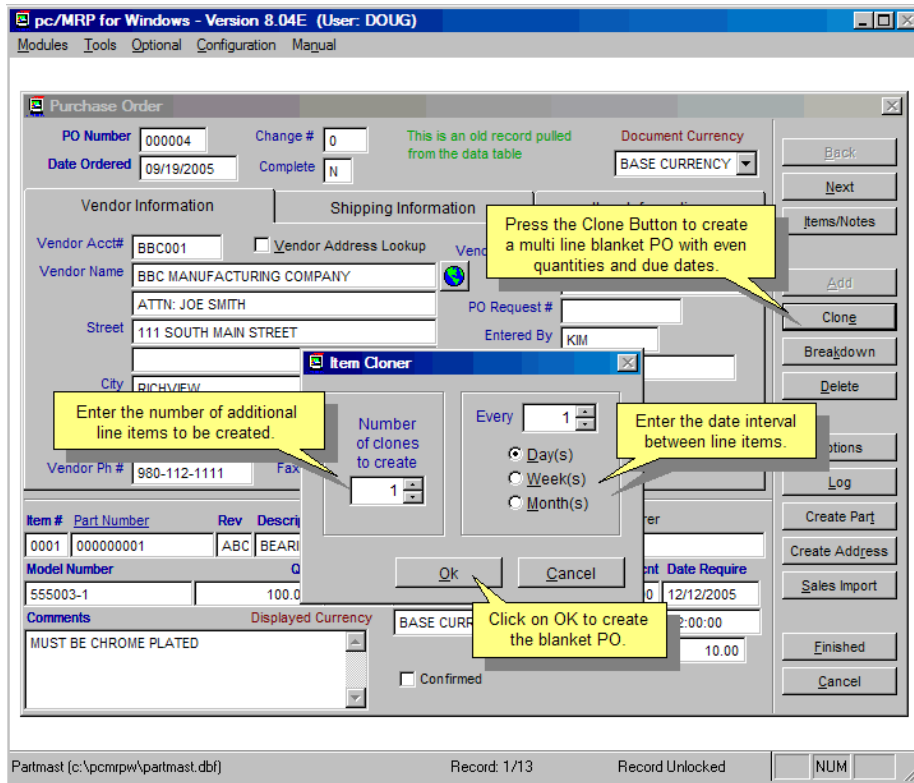 pc/MRP for Windows - Version 8.04E (User: DOUG)
Modules Tools Optional Configuration Manual
Purchase Order
PO Number 000004 Change # 0 This is an old record pulled Document Currency
Date Ordered 09/19/2005 Complete N from the data table BASE CURRENCY
Back
Next
Items/Notes
Add
Clone
Breakdown
Delete
Log
Create Part
Create Address
Sales Import
Finished
Cancel
Vendor Information Shipping Information
Press the Clone Button to create
a multi line blanket PO with even
quantities and due dates.
Vendor Acct# BBC001 Vendor Address Lookup
Vendor Name BBC MANUFACTURING COMPANY
ATTN: JOE SMITH
PO Request #
Street 111 SOUTH MAIN STREET
Entered By KIM
City RICHVIEW
Enter the number of additional
line items to be created.
Vendor Ph # 980-112-1111 Fax
Item Cloner
Number
of clones
to create
1
Every 1
Day(s)
Week(s)
Month(s)
Enter the date interval
between line items.
Ok Cancel
Click on OK to create
the blanket PO.
Item # Part Number Rev
0001 000000001 ABC
Model Number Date Require
555003-1 12/12/2005
Comments Displayed Currency
MUST BE CHROME PLATED
10.00
Confirmed
Partmast (c:\pcmrpw\partmast.dbf) Record: 1/13 Record Unlocked NUM